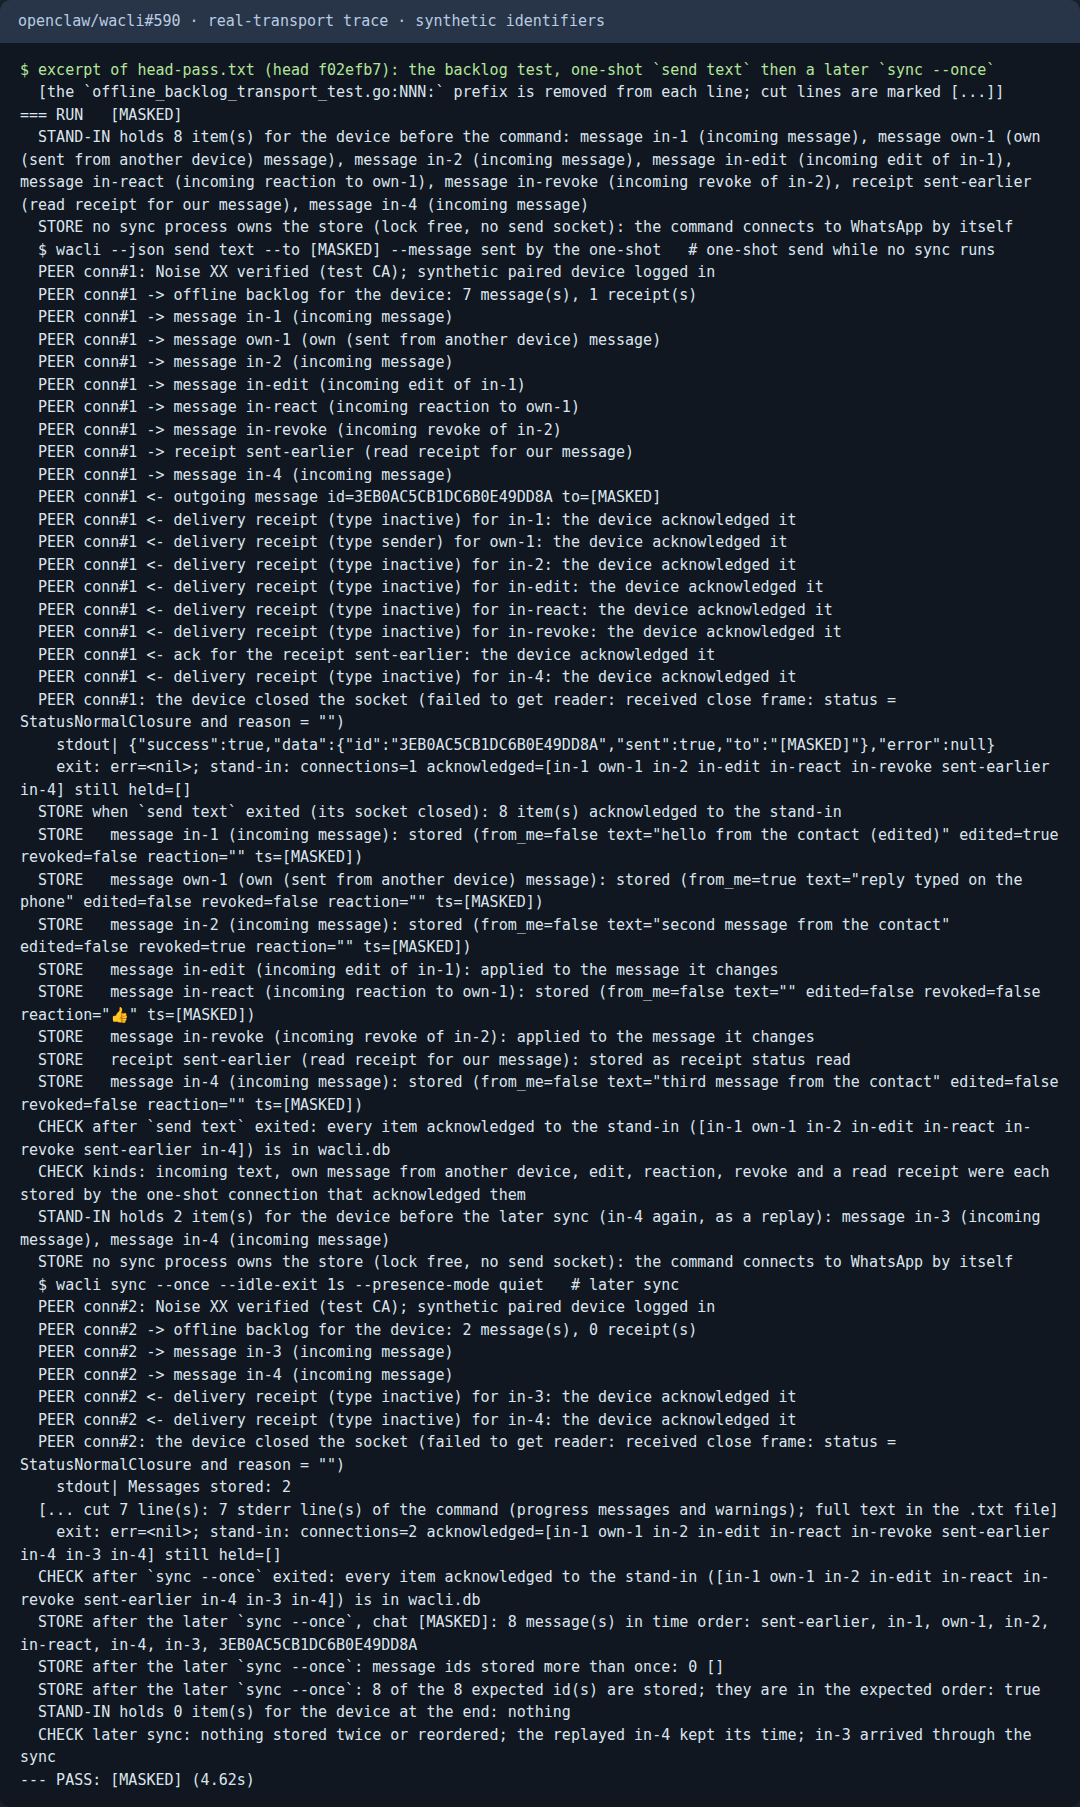 openclaw/wacli#590 · real-transport trace · synthetic identifiers
$ excerpt of head-pass.txt (head f02efb7): the backlog test, one-shot `send text` then a later `sync --once`
[the `offline_backlog_transport_test.go:NNN:` prefix is removed from each line; cut lines are marked [...]]
=== RUN   [MASKED]
STAND-IN holds 8 item(s) for the device before the command: message in-1 (incoming message), message own-1 (own
(sent from another device) message), message in-2 (incoming message), message in-edit (incoming edit of in-1),
message in-react (incoming reaction to own-1), message in-revoke (incoming revoke of in-2), receipt sent-earlier
(read receipt for our message), message in-4 (incoming message)
STORE no sync process owns the store (lock free, no send socket): the command connects to WhatsApp by itself
$ wacli --json send text --to [MASKED] --message sent by the one-shot   # one-shot send while no sync runs
PEER conn#1: Noise XX verified (test CA); synthetic paired device logged in
PEER conn#1 -> offline backlog for the device: 7 message(s), 1 receipt(s)
PEER conn#1 -> message in-1 (incoming message)
PEER conn#1 -> message own-1 (own (sent from another device) message)
PEER conn#1 -> message in-2 (incoming message)
PEER conn#1 -> message in-edit (incoming edit of in-1)
PEER conn#1 -> message in-react (incoming reaction to own-1)
PEER conn#1 -> message in-revoke (incoming revoke of in-2)
PEER conn#1 -> receipt sent-earlier (read receipt for our message)
PEER conn#1 -> message in-4 (incoming message)
PEER conn#1 <- outgoing message id=3EB0AC5CB1DC6B0E49DD8A to=[MASKED]
PEER conn#1 <- delivery receipt (type inactive) for in-1: the device acknowledged it
PEER conn#1 <- delivery receipt (type sender) for own-1: the device acknowledged it
PEER conn#1 <- delivery receipt (type inactive) for in-2: the device acknowledged it
PEER conn#1 <- delivery receipt (type inactive) for in-edit: the device acknowledged it
PEER conn#1 <- delivery receipt (type inactive) for in-react: the device acknowledged it
PEER conn#1 <- delivery receipt (type inactive) for in-revoke: the device acknowledged it
PEER conn#1 <- ack for the receipt sent-earlier: the device acknowledged it
PEER conn#1 <- delivery receipt (type inactive) for in-4: the device acknowledged it
PEER conn#1: the device closed the socket (failed to get reader: received close frame: status =
StatusNormalClosure and reason = "")
stdout| {"success":true,"data":{"id":"3EB0AC5CB1DC6B0E49DD8A","sent":true,"to":"[MASKED]"},"error":null}
exit: err=<nil>; stand-in: connections=1 acknowledged=[in-1 own-1 in-2 in-edit in-react in-revoke sent-earlier
in-4] still held=[]
STORE when `send text` exited (its socket closed): 8 item(s) acknowledged to the stand-in
STORE   message in-1 (incoming message): stored (from_me=false text="hello from the contact (edited)" edited=true
revoked=false reaction="" ts=[MASKED])
STORE   message own-1 (own (sent from another device) message): stored (from_me=true text="reply typed on the
phone" edited=false revoked=false reaction="" ts=[MASKED])
STORE   message in-2 (incoming message): stored (from_me=false text="second message from the contact"
edited=false revoked=true reaction="" ts=[MASKED])
STORE   message in-edit (incoming edit of in-1): applied to the message it changes
STORE   message in-react (incoming reaction to own-1): stored (from_me=false text="" edited=false revoked=false
reaction="👍" ts=[MASKED])
STORE   message in-revoke (incoming revoke of in-2): applied to the message it changes
STORE   receipt sent-earlier (read receipt for our message): stored as receipt status read
STORE   message in-4 (incoming message): stored (from_me=false text="third message from the contact" edited=false
revoked=false reaction="" ts=[MASKED])
CHECK after `send text` exited: every item acknowledged to the stand-in ([in-1 own-1 in-2 in-edit in-react in-
revoke sent-earlier in-4]) is in wacli.db
CHECK kinds: incoming text, own message from another device, edit, reaction, revoke and a read receipt were each
stored by the one-shot connection that acknowledged them
STAND-IN holds 2 item(s) for the device before the later sync (in-4 again, as a replay): message in-3 (incoming
message), message in-4 (incoming message)
STORE no sync process owns the store (lock free, no send socket): the command connects to WhatsApp by itself
$ wacli sync --once --idle-exit 1s --presence-mode quiet   # later sync
PEER conn#2: Noise XX verified (test CA); synthetic paired device logged in
PEER conn#2 -> offline backlog for the device: 2 message(s), 0 receipt(s)
PEER conn#2 -> message in-3 (incoming message)
PEER conn#2 -> message in-4 (incoming message)
PEER conn#2 <- delivery receipt (type inactive) for in-3: the device acknowledged it
PEER conn#2 <- delivery receipt (type inactive) for in-4: the device acknowledged it
PEER conn#2: the device closed the socket (failed to get reader: received close frame: status =
StatusNormalClosure and reason = "")
stdout| Messages stored: 2
[... cut 7 line(s): 7 stderr line(s) of the command (progress messages and warnings); full text in the .txt file]
exit: err=<nil>; stand-in: connections=2 acknowledged=[in-1 own-1 in-2 in-edit in-react in-revoke sent-earlier
in-4 in-3 in-4] still held=[]
CHECK after `sync --once` exited: every item acknowledged to the stand-in ([in-1 own-1 in-2 in-edit in-react in-
revoke sent-earlier in-4 in-3 in-4]) is in wacli.db
STORE after the later `sync --once`, chat [MASKED]: 8 message(s) in time order: sent-earlier, in-1, own-1, in-2,
in-react, in-4, in-3, 3EB0AC5CB1DC6B0E49DD8A
STORE after the later `sync --once`: message ids stored more than once: 0 []
STORE after the later `sync --once`: 8 of the 8 expected id(s) are stored; they are in the expected order: true
STAND-IN holds 0 item(s) for the device at the end: nothing
CHECK later sync: nothing stored twice or reordered; the replayed in-4 kept its time; in-3 arrived through the
sync
--- PASS: [MASKED] (4.62s)